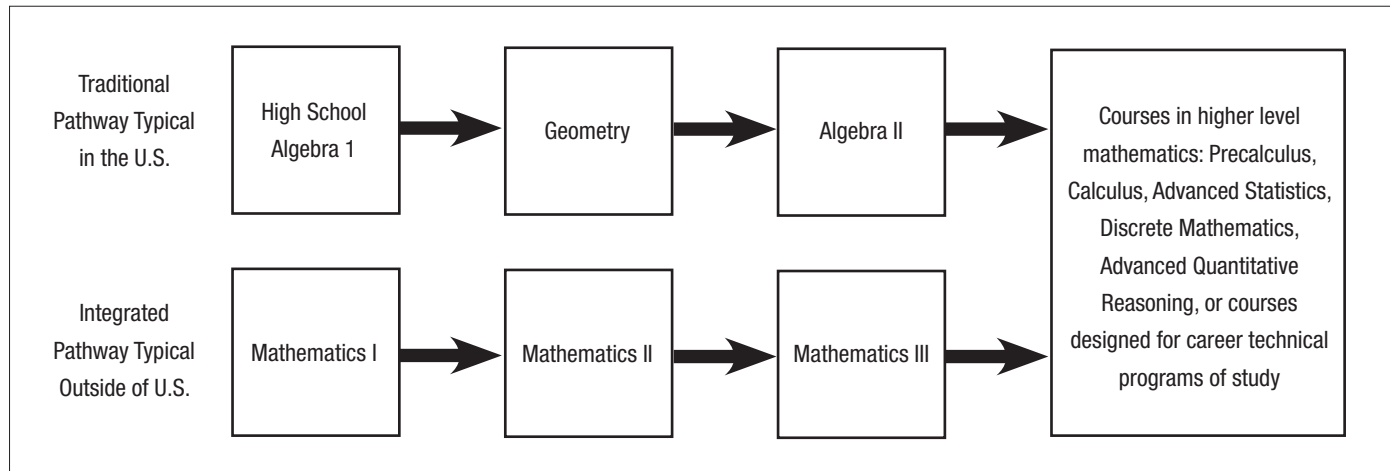 Traditional
Pathway Typical
in the U.S.
High School
Algebra 1
Geometry
Algebra II
Courses in higher level
mathematics: Precalculus,
Calculus, Advanced Statistics,
Discrete Mathematics,
Advanced Quantitative
Reasoning, or courses
designed for career technical
programs of study
Integrated
Pathway Typical
Outside of U.S.
Mathematics I
Mathematics II
Mathematics III